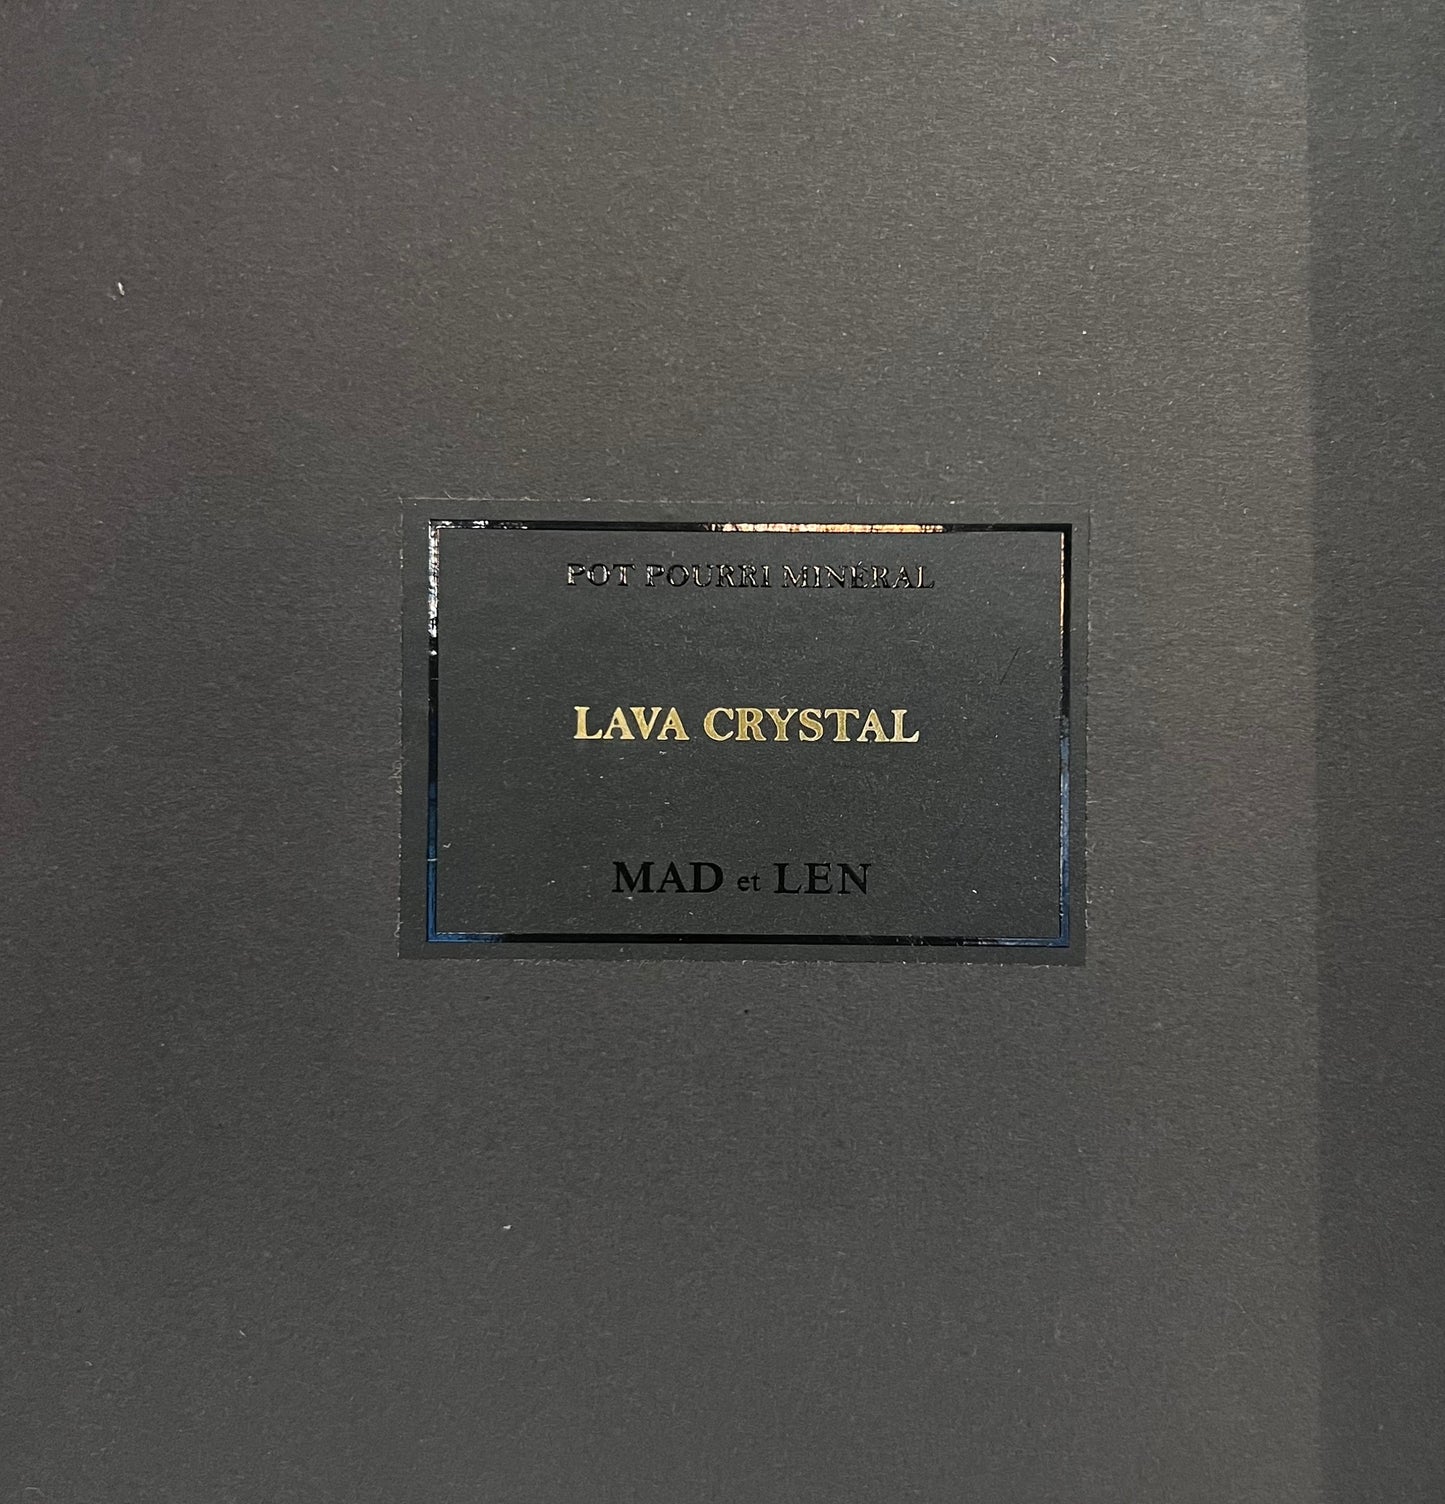 POT POURRI MINÉRAL
LAVA CRYSTAL
MAD et LEN